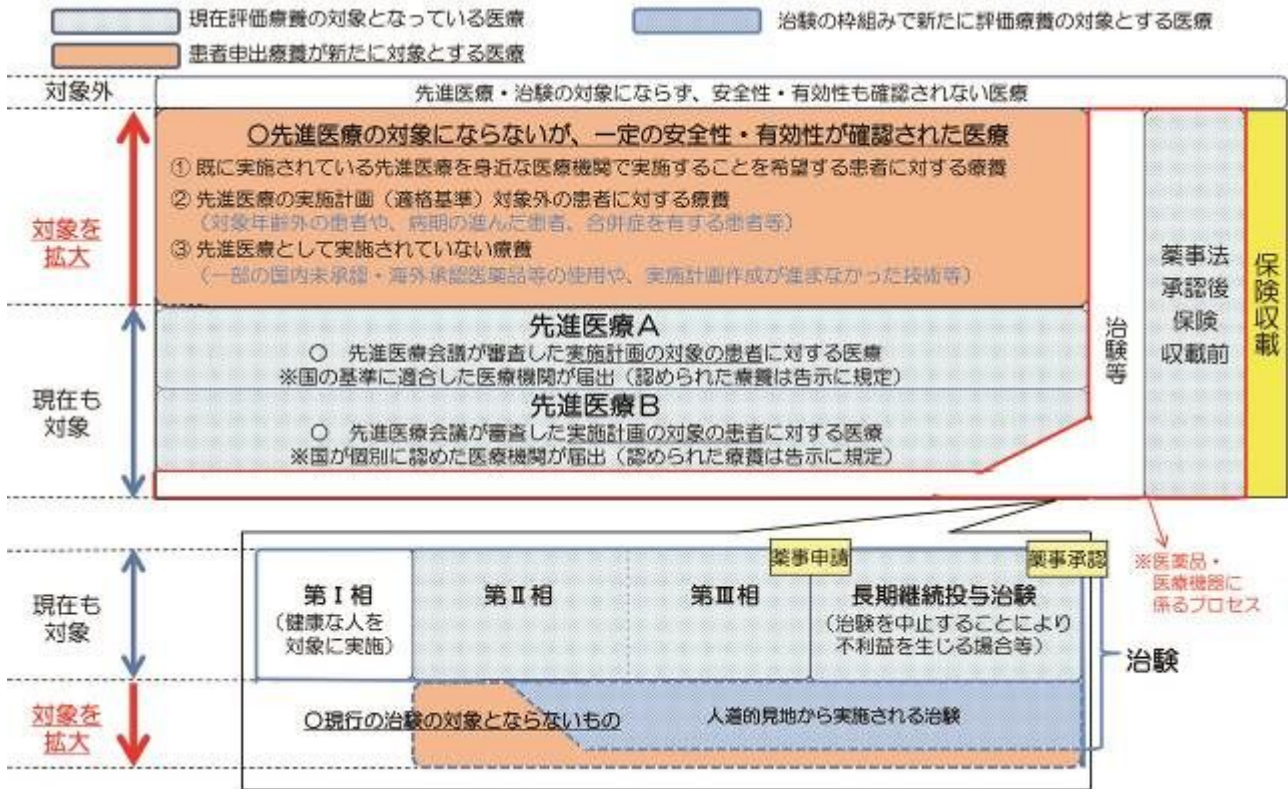 現在評価療養の対象となっている医療
治験の枠組みで新たに評価療養の対象とする医療
患者申出療養が新たに対象とする医療
対象外
先進医療・治験の対象にならず、安全性・有効性も確認されない医療
対象を
拡大
〇先進医療の対象にならないが、一定の安全性・有効性が確認された医療
① 既に実施されている先進医療を身近な医療機関で実施することを希望する患者に対する療養
② 先進医療の実施計画（適格基準）対象外の患者に対する療養
（対象年齢外の患者や、病期の進んだ患者、合併症を有する患者等）
③ 先進医療として実施されていない療養
（一部の国内未承認・海外承認医薬品等の使用や、実施計画作成が進まなかった技術等）
現在も
対象
先進医療A
〇　先進医療会議が審査した実施計画の対象の患者に対する医療
※国の基準に適合した医療機関が届出（認められた療養は告示に規定）
先進医療B
〇　先進医療会議が審査した実施計画の対象の患者に対する医療
※国が個別に認めた医療機関が届出（認められた療養は告示に規定）
治験等
薬事法
承認後
保険
収載前
保険収載
※医薬品・
医療機器に
係るプロセス
現在も
対象
第Ⅰ相
（健康な人を
対象に実施）
第Ⅱ相
第Ⅲ相
薬事申請
薬事承認
長期継続投与治験
（治験を中止することにより
不利益を生じる場合等）
治験
対象を
拡大
〇現行の治験の対象とならないもの
人道的見地から実施される治験